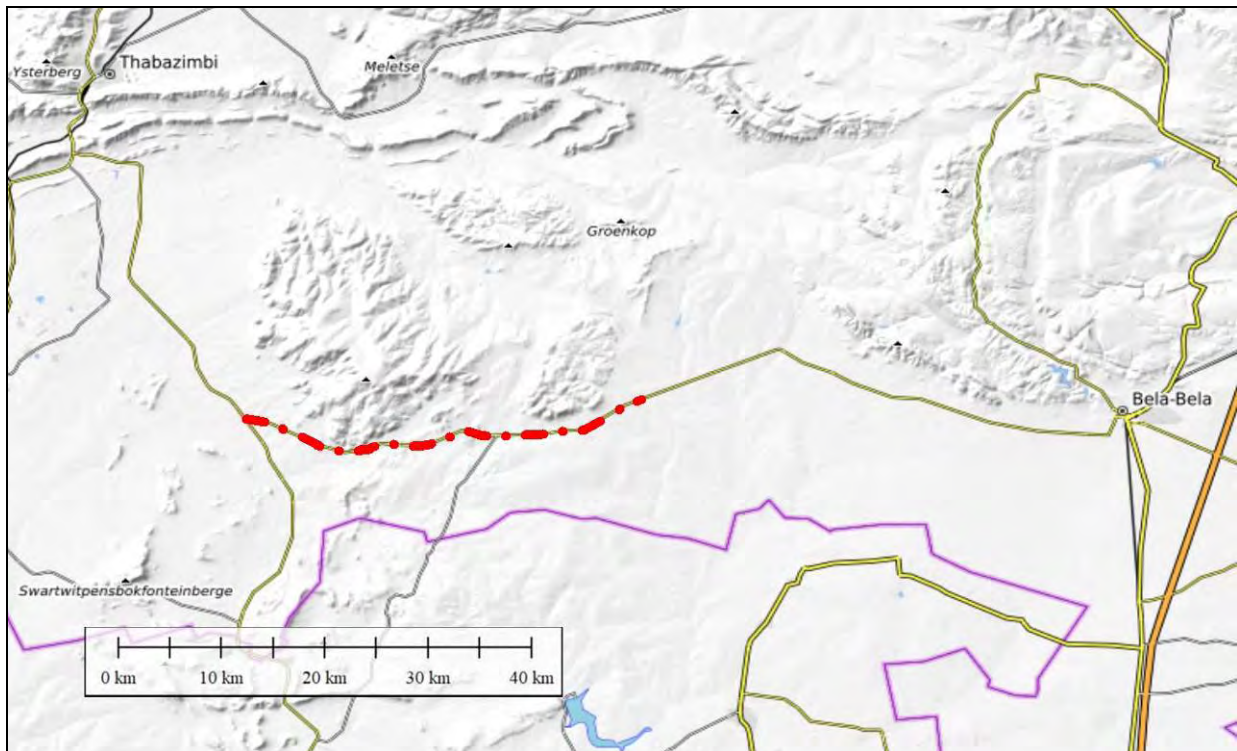 Thabazimbi
Ysterberg
Meletse
Groenkop
Bela-Bela
Swartwitpensbokfonteinberge
0 km 10 km 20 km 30 km 40 km